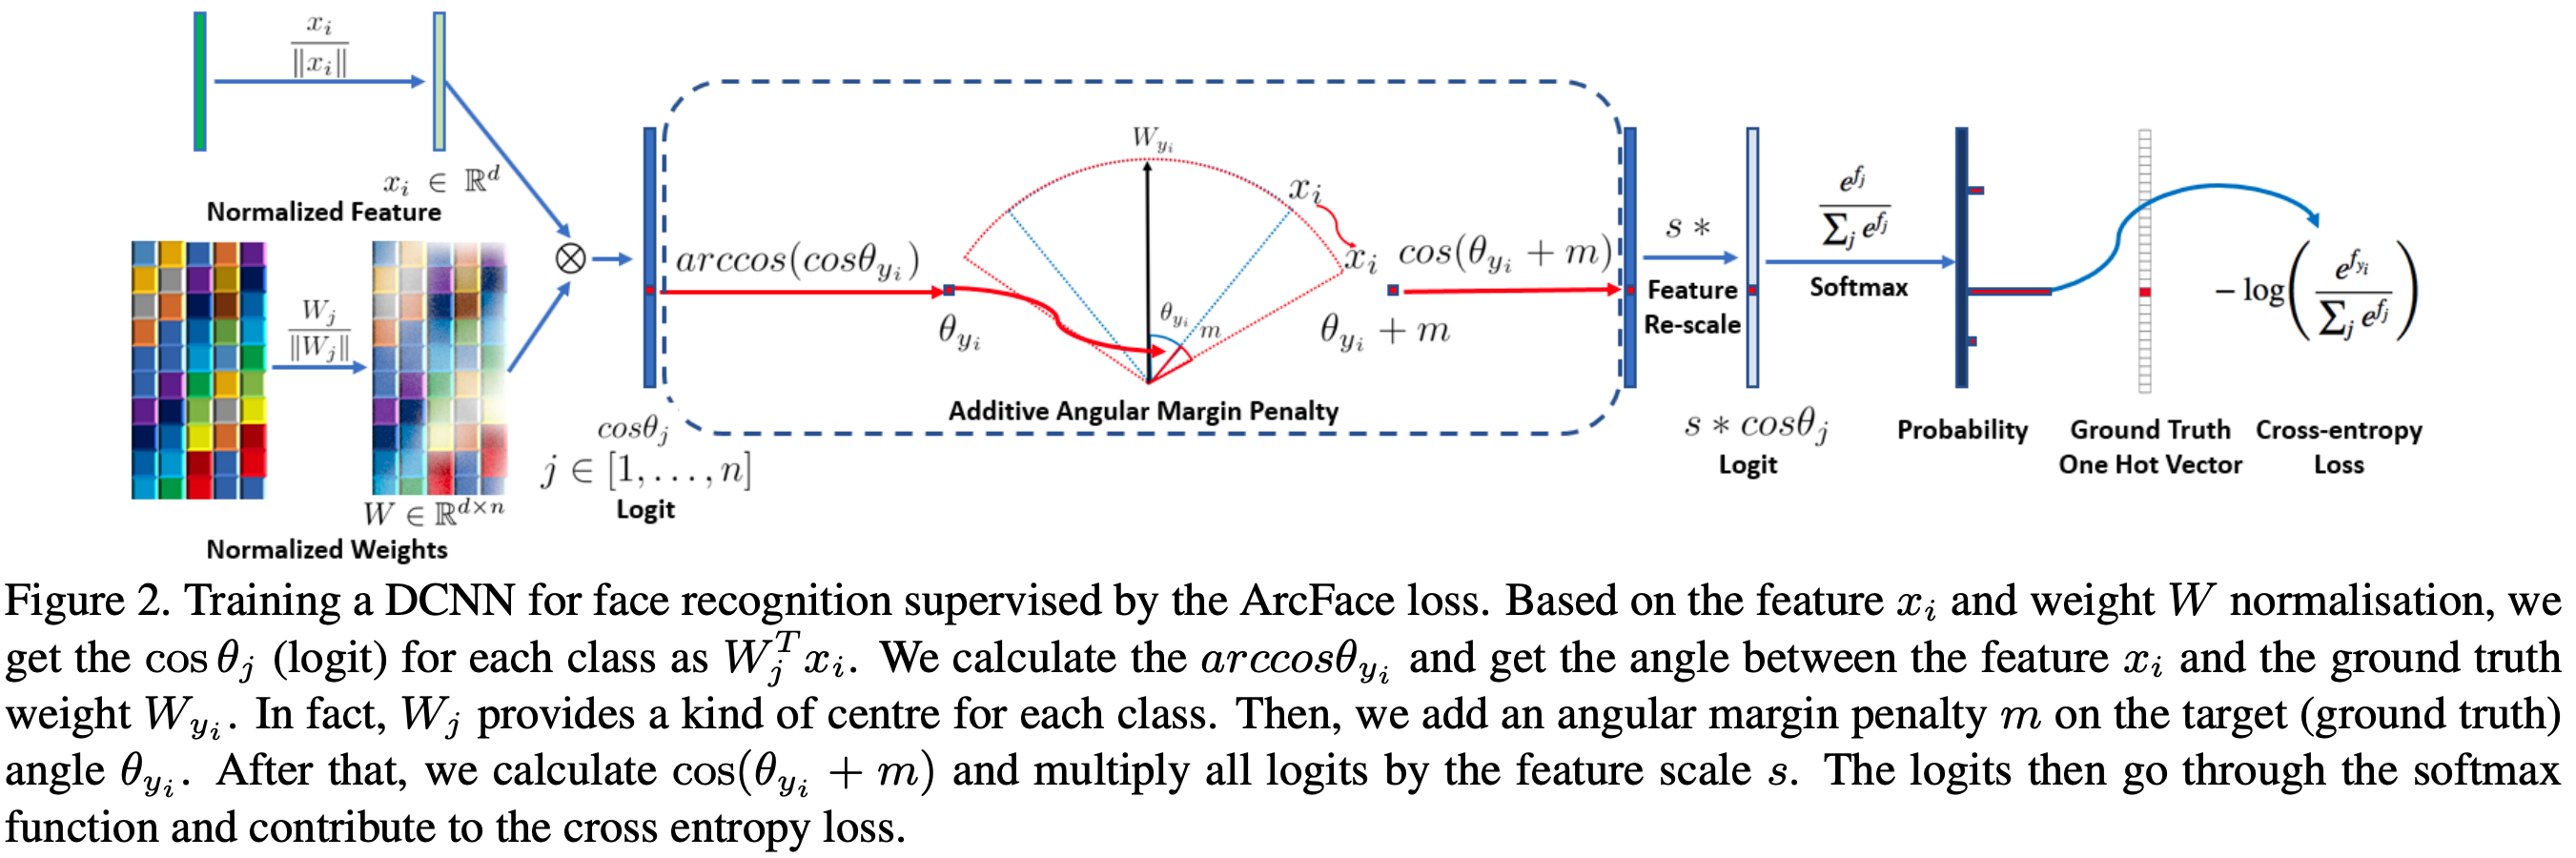 x_i / ‖x_i‖
x_i ∈ ℝ^d
Normalized Feature
W_j / ‖W_j‖
W ∈ ℝ^{d×n}
Normalized Weights
⊗
cosθ_j
j ∈ [1, . . . , n]
Logit
arccos(cosθ_{y_i})
θ_{y_i}
W_{y_i}
x_i
x_i
θ_{y_i}
m
Additive Angular Margin Penalty
cos(θ_{y_i} + m)
θ_{y_i} + m
s ∗
Feature
Re-scale
s ∗ cosθ_j
Logit
e^{f_j} / ∑_j e^{f_j}
Softmax
Probability
Ground Truth
One Hot Vector
− log( e^{f_{y_i}} / ∑_j e^{f_j} )
Cross-entropy
Loss
Figure 2. Training a DCNN for face recognition supervised by the ArcFace loss. Based on the feature x_i and weight W normalisation, we
get the cos θ_j (logit) for each class as W_j^T x_i. We calculate the arccosθ_{y_i} and get the angle between the feature x_i and the ground truth
weight W_{y_i}. In fact, W_j provides a kind of centre for each class. Then, we add an angular margin penalty m on the target (ground truth)
angle θ_{y_i}. After that, we calculate cos(θ_{y_i} + m) and multiply all logits by the feature scale s. The logits then go through the softmax
function and contribute to the cross entropy loss.